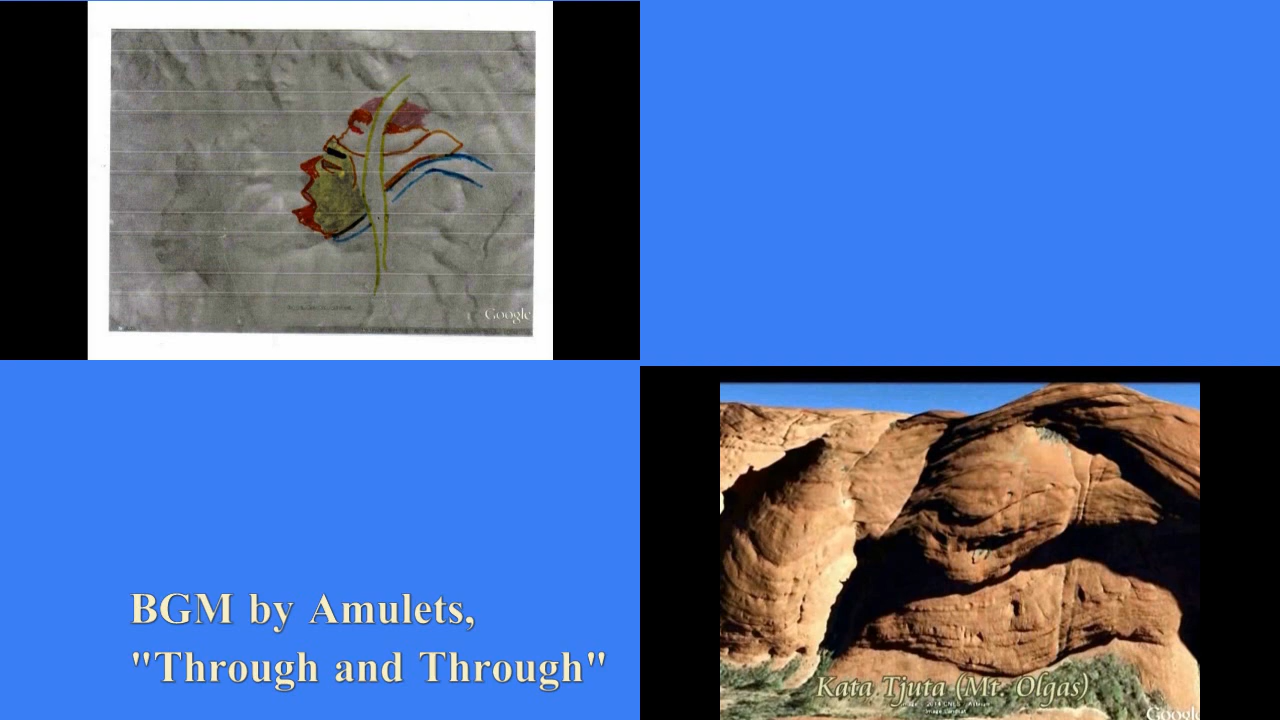 Google
BGM by Amulets,
"Through and Through"
Kata Tjuta (Mt. Olgas)
Google